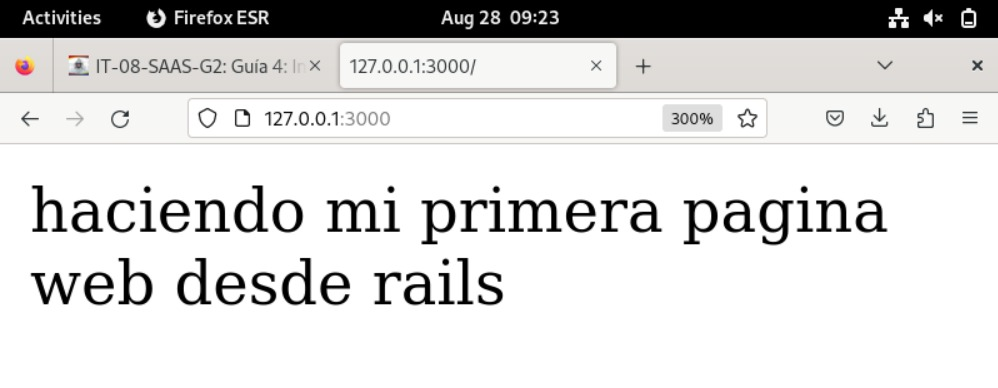 Activities Firefox ESR Aug 28 09:23
IT-08-SAAS-G2: Guía 4: 127.0.0.1:3000/
127.0.0.1:3000 300%
haciendo mi primera pagina
web desde rails